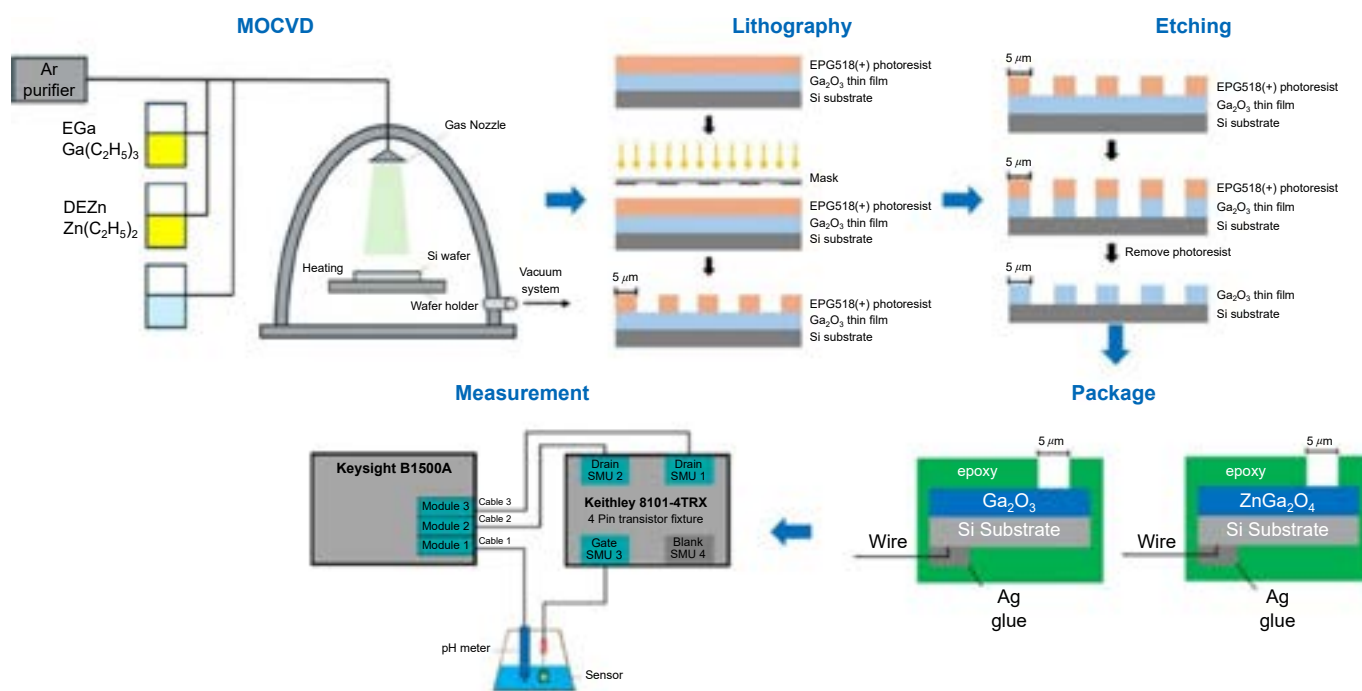 MOCVD
Ar
purifier
EGa
Ga(C₂H₅)₃
DEZn
Zn(C₂H₅)₂
Gas Nozzle
Heating
Si wafer
Wafer holder
Vacuum
system
Lithography
EPG518(+) photoresist
Ga₂O₃ thin film
Si substrate
Mask
EPG518(+) photoresist
Ga₂O₃ thin film
Si substrate
5 μm
EPG518(+) photoresist
Ga₂O₃ thin film
Si substrate
Etching
5 μm
EPG518(+) photoresist
Ga₂O₃ thin film
Si substrate
5 μm
EPG518(+) photoresist
Ga₂O₃ thin film
Si substrate
Remove photoresist
5 μm
Ga₂O₃ thin film
Si substrate
Measurement
Keysight B1500A
Module 3
Module 2
Module 1
Cable 3
Cable 2
Cable 1
Drain
SMU 2
Drain
SMU 1
Keithley 8101-4TRX
4 Pin transistor fixture
Gate
SMU 3
Blank
SMU 4
pH meter
Sensor
Package
5 μm
epoxy
Ga₂O₃
Si Substrate
Wire
Ag
glue
5 μm
epoxy
ZnGa₂O₄
Si Substrate
Wire
Ag
glue